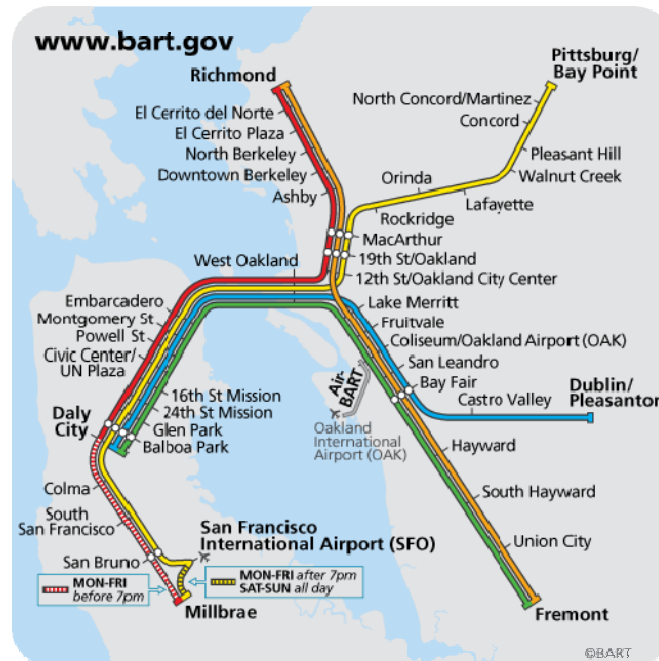 www.bart.gov
Pittsburg/
Bay Point
Richmond
North Concord/Martinez
El Cerrito del Norte
Concord
El Cerrito Plaza
North Berkeley
Pleasant Hill
Downtown Berkeley
Orinda
Walnut Creek
Ashby
Lafayette
Rockridge
MacArthur
West Oakland
19th St/Oakland
12th St/Oakland City Center
Embarcadero
Lake Merritt
Montgomery St
Fruitvale
Powell St
Coliseum/Oakland Airport (OAK)
Civic Center/
UN Plaza
San Leandro
Air-
BART
Bay Fair
Dublin/
Pleasanton
16th St Mission
Castro Valley
24th St Mission
Daly
City
Glen Park
Oakland
International
Airport (OAK)
Balboa Park
Hayward
Colma
South Hayward
South
San Francisco
San Francisco
International Airport (SFO)
Union City
San Bruno
MON-FRI
before 7pm
MON-FRI after 7pm
SAT-SUN all day
Millbrae
Fremont
©BART